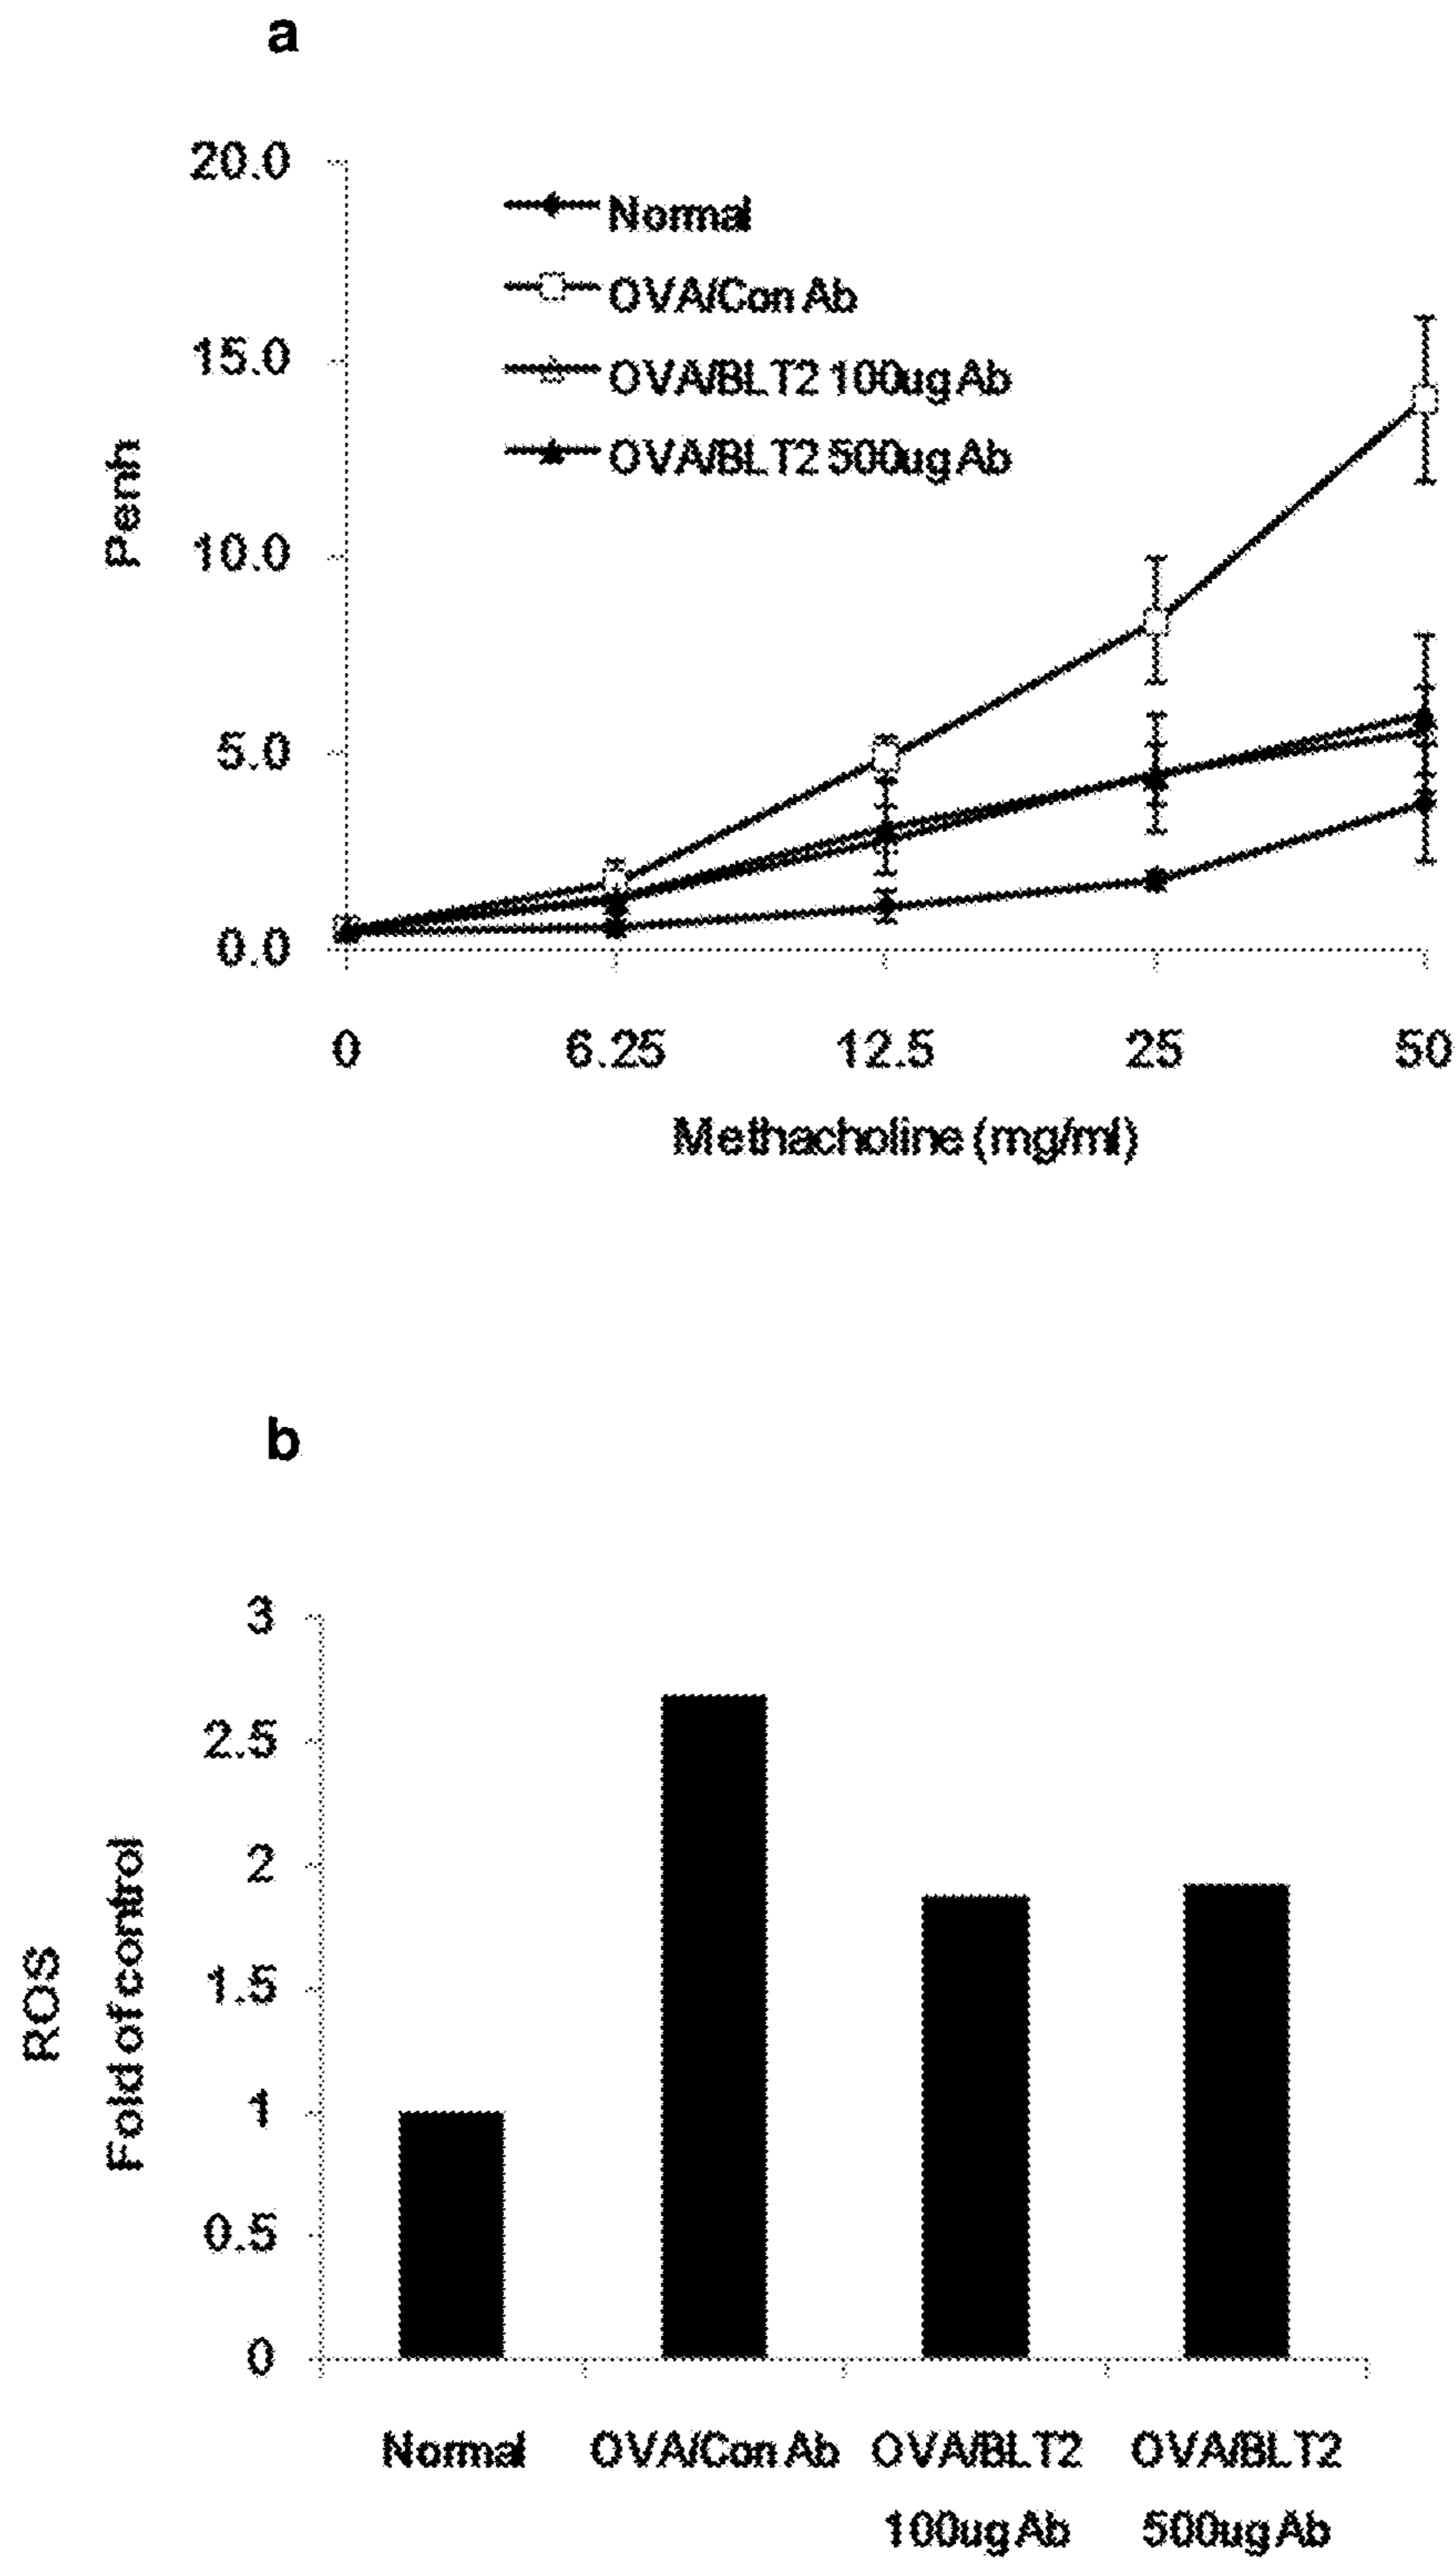 a
20.0
15.0
10.0
5.0
0.0
Penh
Normal
OVA/Con Ab
OVA/BLT2 100ug Ab
OVA/BLT2 500ug Ab
0 6.25 12.5 25 50
Methacholine (mg/ml)
b
3
2.5
2
1.5
1
0.5
0
ROS
Fold of control
Normal OVA/Con Ab OVA/BLT2 OVA/BLT2
100ug Ab 500ug Ab